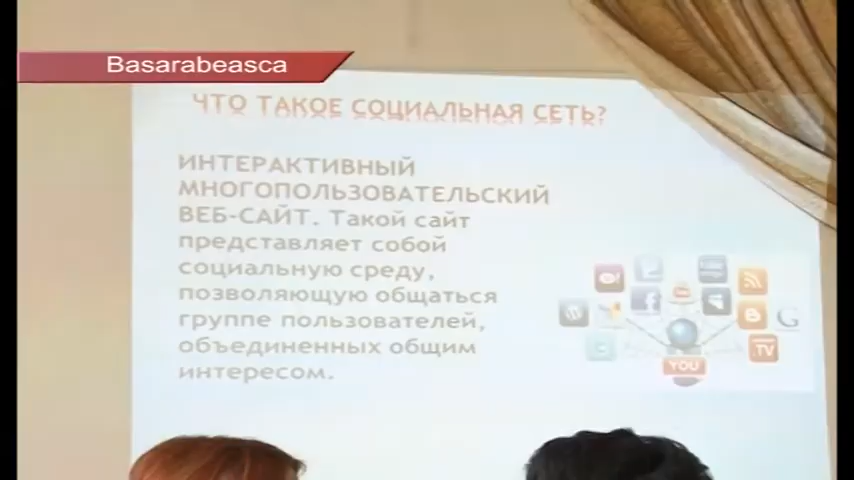 Basarabeasca
ЧТО ТАКОЕ СОЦИАЛЬНАЯ СЕТЬ?
ИНТЕРАКТИВНЫЙ
МНОГОПОЛЬЗОВАТЕЛЬСКИЙ
ВЕБ-САЙТ. Такой сайт
представляет собой
социальную среду,
позволяющую общаться
группе пользователей,
объединенных общим
интересом.
TV
YOU